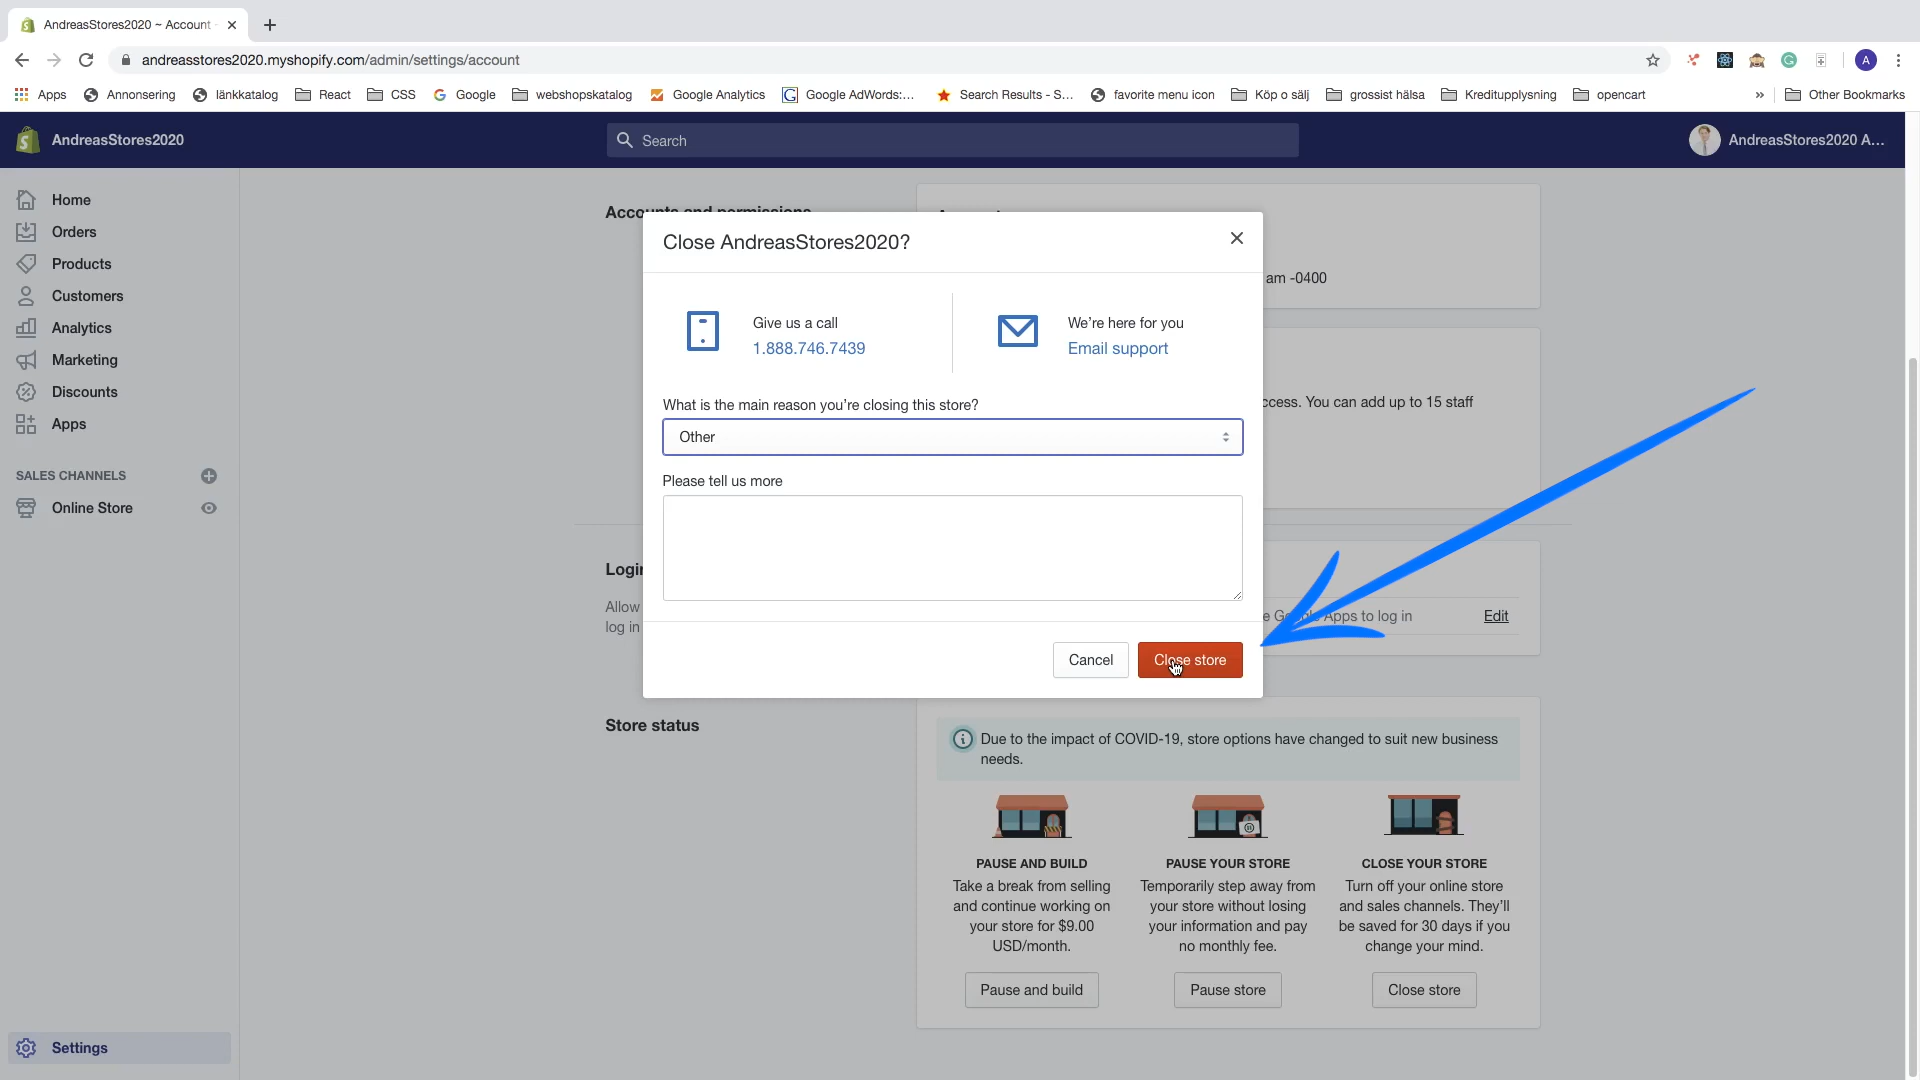 AndreasStores2020 ~ Account
andreasstores2020.myshopify.com/admin/settings/account
Apps
Annonsering
länkkatalog
React
CSS
Google
webshopskatalog
Google Analytics
Google AdWords:...
Search Results - S...
favorite menu icon
Köp o sälj
grossist hälsa
Kreditupplysning
opencart
»
Other Bookmarks
A
AndreasStores2020
Search
AndreasStores2020 A...
Home
Orders
Products
Customers
Analytics
Marketing
Discounts
Apps
SALES CHANNELS
Online Store
Settings
Close AndreasStores2020?
Give us a call
1.888.746.7439
We're here for you
Email support
What is the main reason you're closing this store?
Other
Please tell us more
Cancel
Close store
Accounts and permissions
am -0400
ccess. You can add up to 15 staff
Login
Allow
log in
e Google Apps to log in
Edit
Store status
Due to the impact of COVID-19, store options have changed to suit new business
needs.
PAUSE AND BUILD
Take a break from selling
and continue working on
your store for $9.00
USD/month.
Pause and build
PAUSE YOUR STORE
Temporarily step away from
your store without losing
your information and pay
no monthly fee.
Pause store
CLOSE YOUR STORE
Turn off your online store
and sales channels. They'll
be saved for 30 days if you
change your mind.
Close store